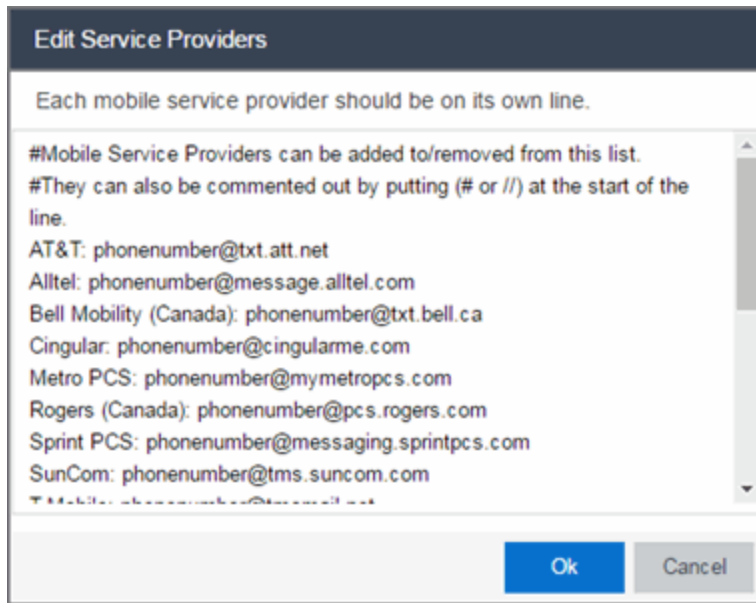 Edit Service Providers
Each mobile service provider should be on its own line.
#Mobile Service Providers can be added to/removed from this list.
#They can also be commented out by putting (# or //) at the start of the
line.
AT&T: phonenumber@txt.att.net
Alltel: phonenumber@message.alltel.com
Bell Mobility (Canada): phonenumber@txt.bell.ca
Cingular: phonenumber@cingularme.com
Metro PCS: phonenumber@mymetropcs.com
Rogers (Canada): phonenumber@pcs.rogers.com
Sprint PCS: phonenumber@messaging.sprintpcs.com
SunCom: phonenumber@tms.suncom.com
T-Mobile: phonenumber@tmomail.net
Ok Cancel